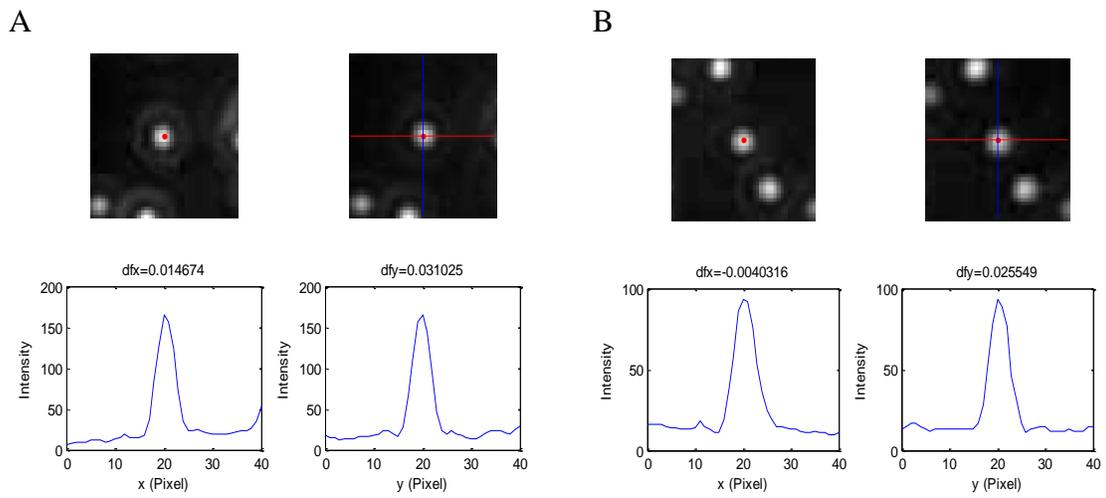 A
B
dfx=0.014674
dfy=0.031025
dfx=-0.0040316
dfy=0.025549
Intensity
200
150
100
50
0
0 10 20 30 40
x (Pixel)
Intensity
200
150
100
50
0
0 10 20 30 40
y (Pixel)
Intensity
100
50
0
0 10 20 30 40
x (Pixel)
Intensity
100
50
0
0 10 20 30 40
y (Pixel)